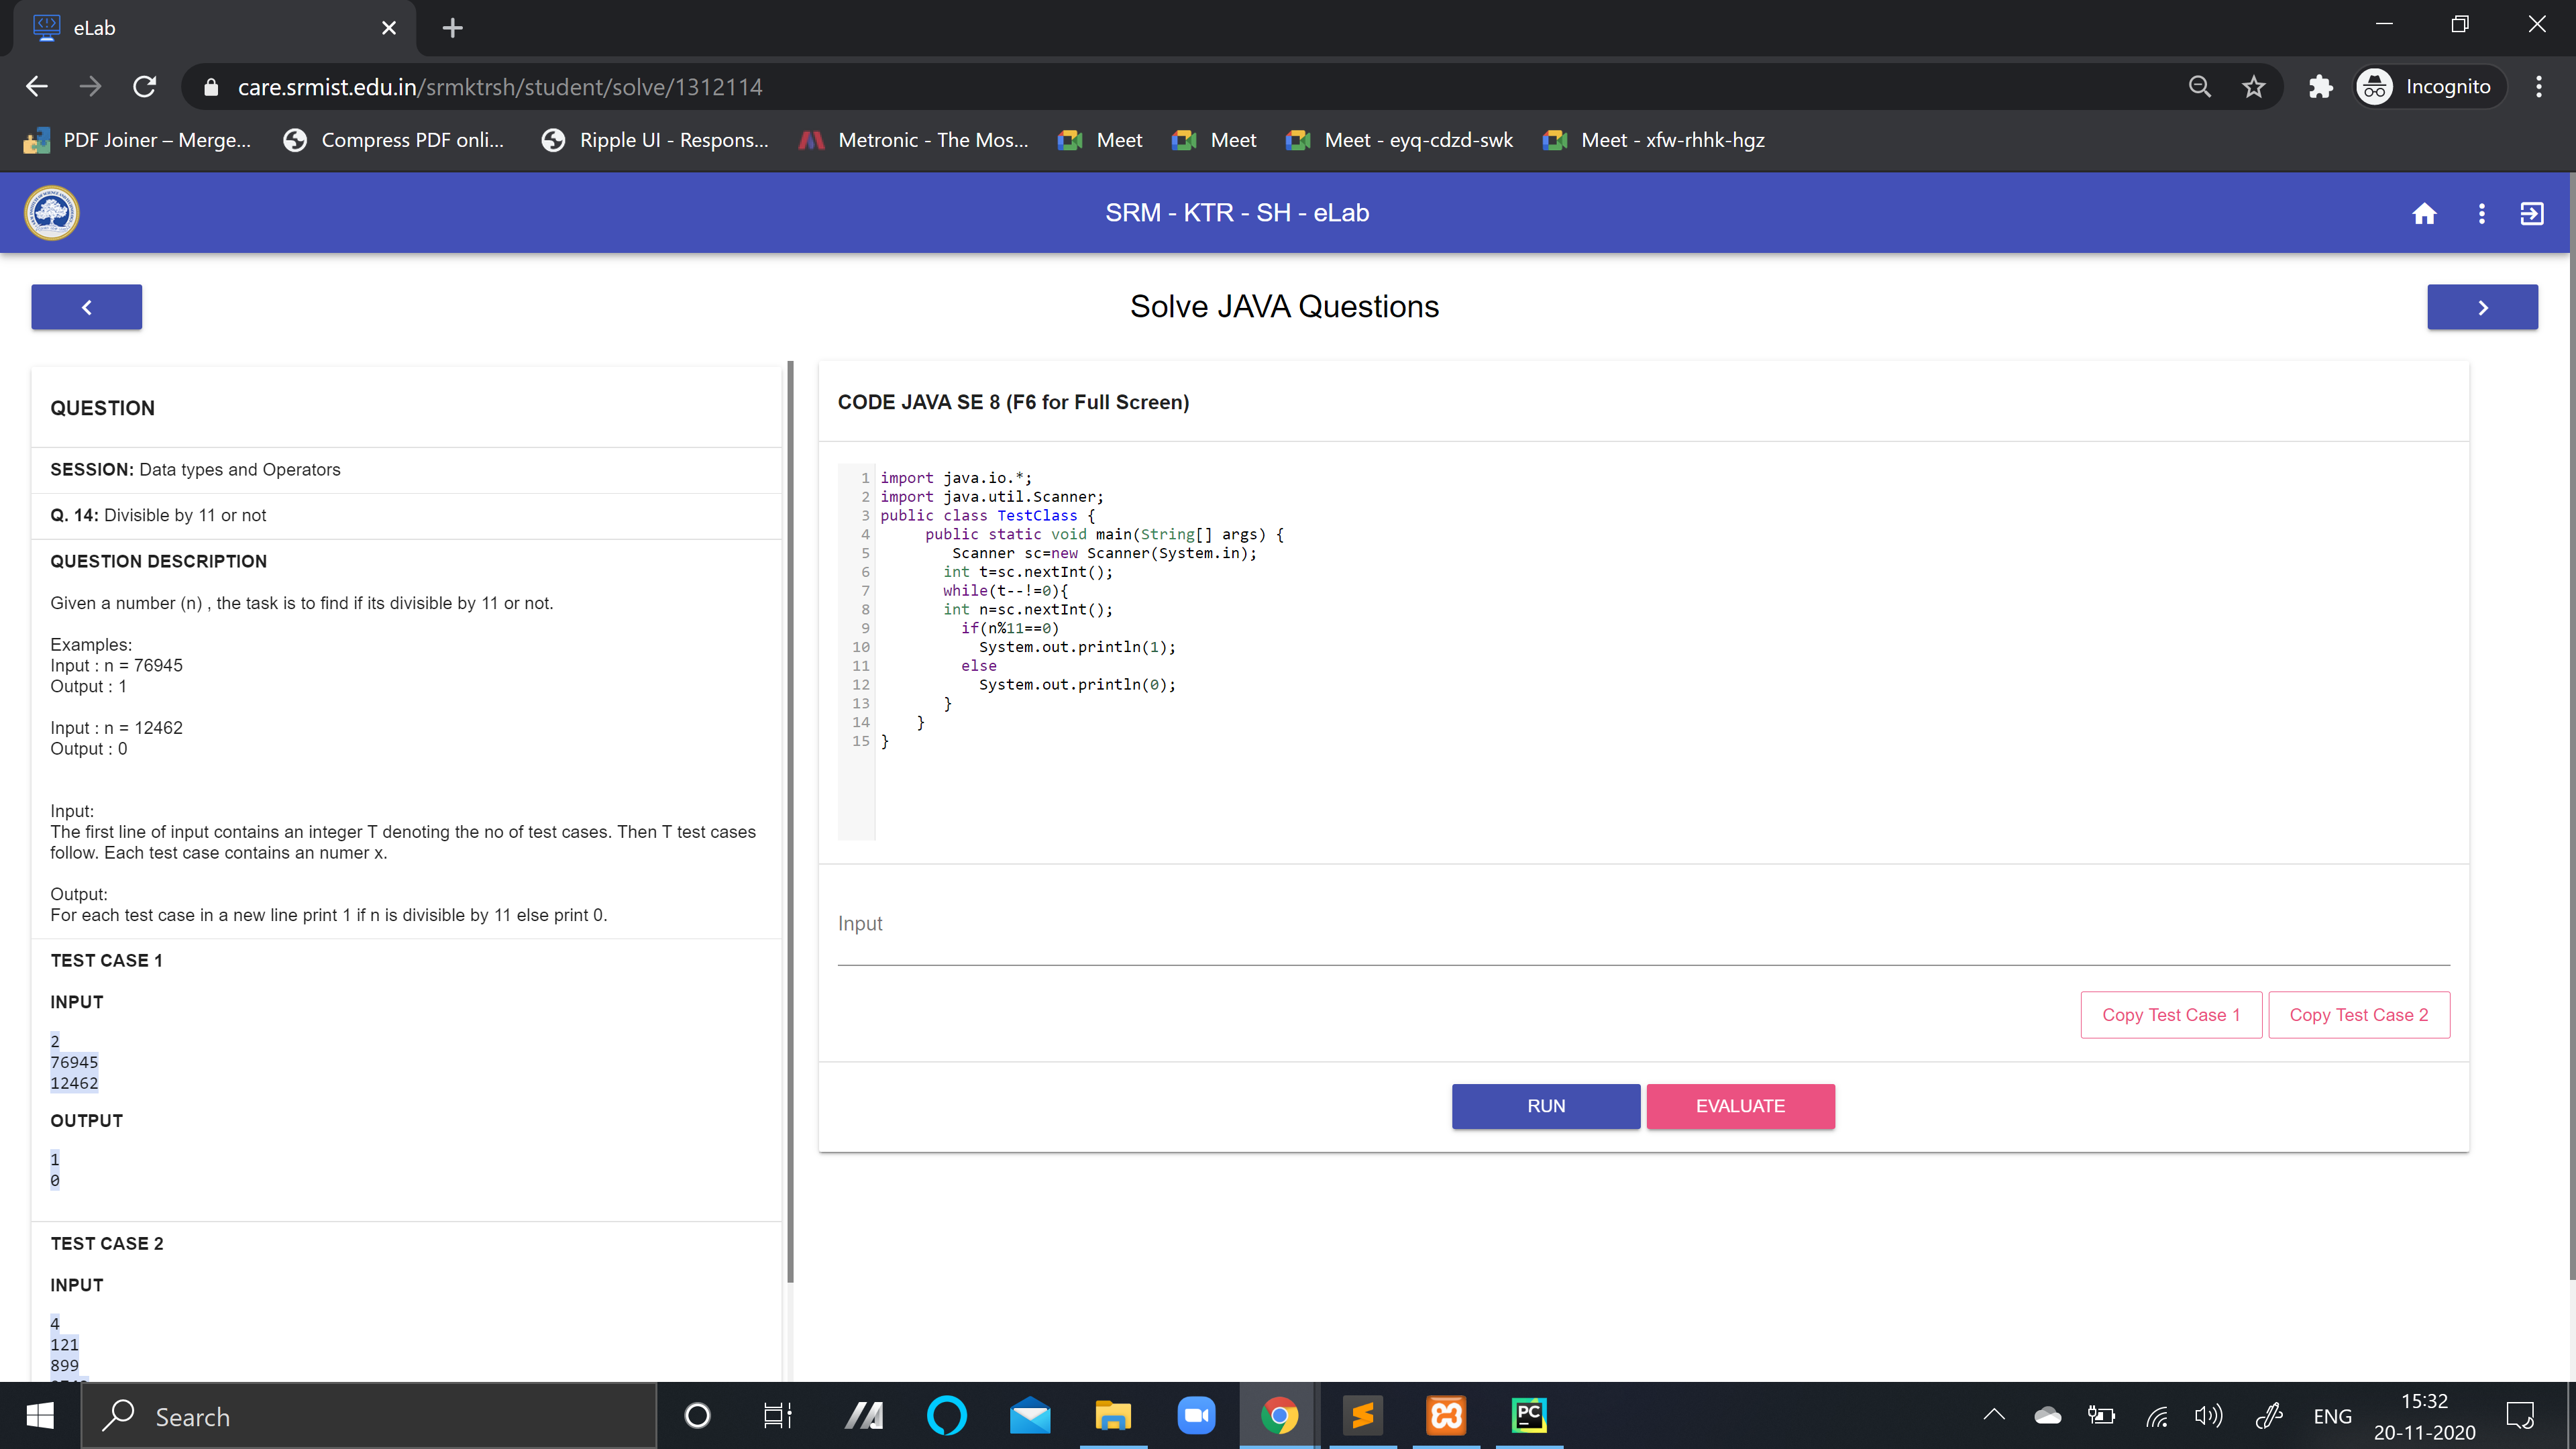 eLab
care.srmist.edu.in/srmktrsh/student/solve/1312114
Incognito
PDF Joiner – Merge...
Compress PDF onli...
Ripple UI - Respons...
Metronic - The Mos...
Meet
Meet
Meet - eyq-cdzd-swk
Meet - xfw-rhhk-hgz
SRM - KTR - SH - eLab
Solve JAVA Questions
QUESTION
SESSION: Data types and Operators
Q. 14: Divisible by 11 or not
QUESTION DESCRIPTION
Given a number (n) , the task is to find if its divisible by 11 or not.
Examples:
Input : n = 76945
Output : 1
Input : n = 12462
Output : 0
Input:
The first line of input contains an integer T denoting the no of test cases. Then T test cases
follow. Each test case contains an numer x.
Output:
For each test case in a new line print 1 if n is divisible by 11 else print 0.
TEST CASE 1
INPUT
2
76945
12462
OUTPUT
1
0
TEST CASE 2
INPUT
4
121
899
CODE JAVA SE 8 (F6 for Full Screen)
1 import java.io.*;
2 import java.util.Scanner;
3 public class TestClass {
4 public static void main(String[] args) {
5 Scanner sc=new Scanner(System.in);
6 int t=sc.nextInt();
7 while(t--!=0){
8 int n=sc.nextInt();
9 if(n%11==0)
10 System.out.println(1);
11 else
12 System.out.println(0);
13 }
14 }
15 }
Input
Copy Test Case 1
Copy Test Case 2
RUN
EVALUATE
Search
PC
ENG
15:32
20-11-2020